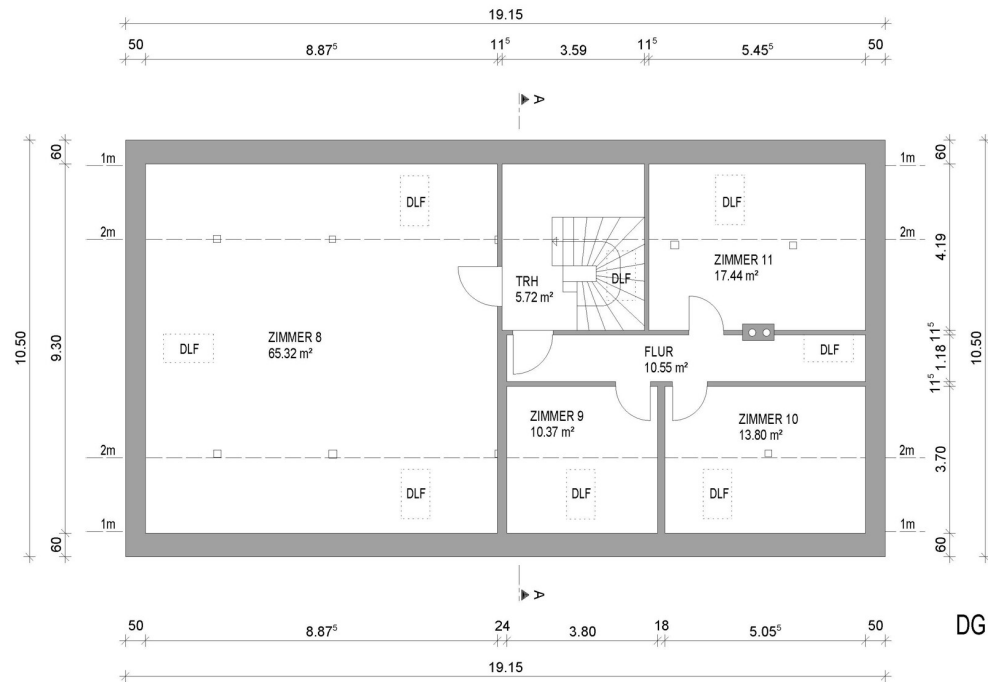 19.15
50 8.87⁵ 11⁵ 3.59 11⁵ 5.45⁵ 50
A
60 1m 1m 60
DLF DLF
2m 2m
4.19
ZIMMER 11
17.44 m²
TRH
5.72 m²
DLF
10.50 9.30
ZIMMER 8
65.32 m²
DLF
FLUR
10.55 m²
DLF
11⁵
1.18
11⁵
10.50
ZIMMER 9
10.37 m²
ZIMMER 10
13.80 m²
2m 2m
3.70
DLF DLF DLF
1m 1m
60 60
A
50 8.87⁵ 24 3.80 18 5.05⁵ 50
19.15
DG